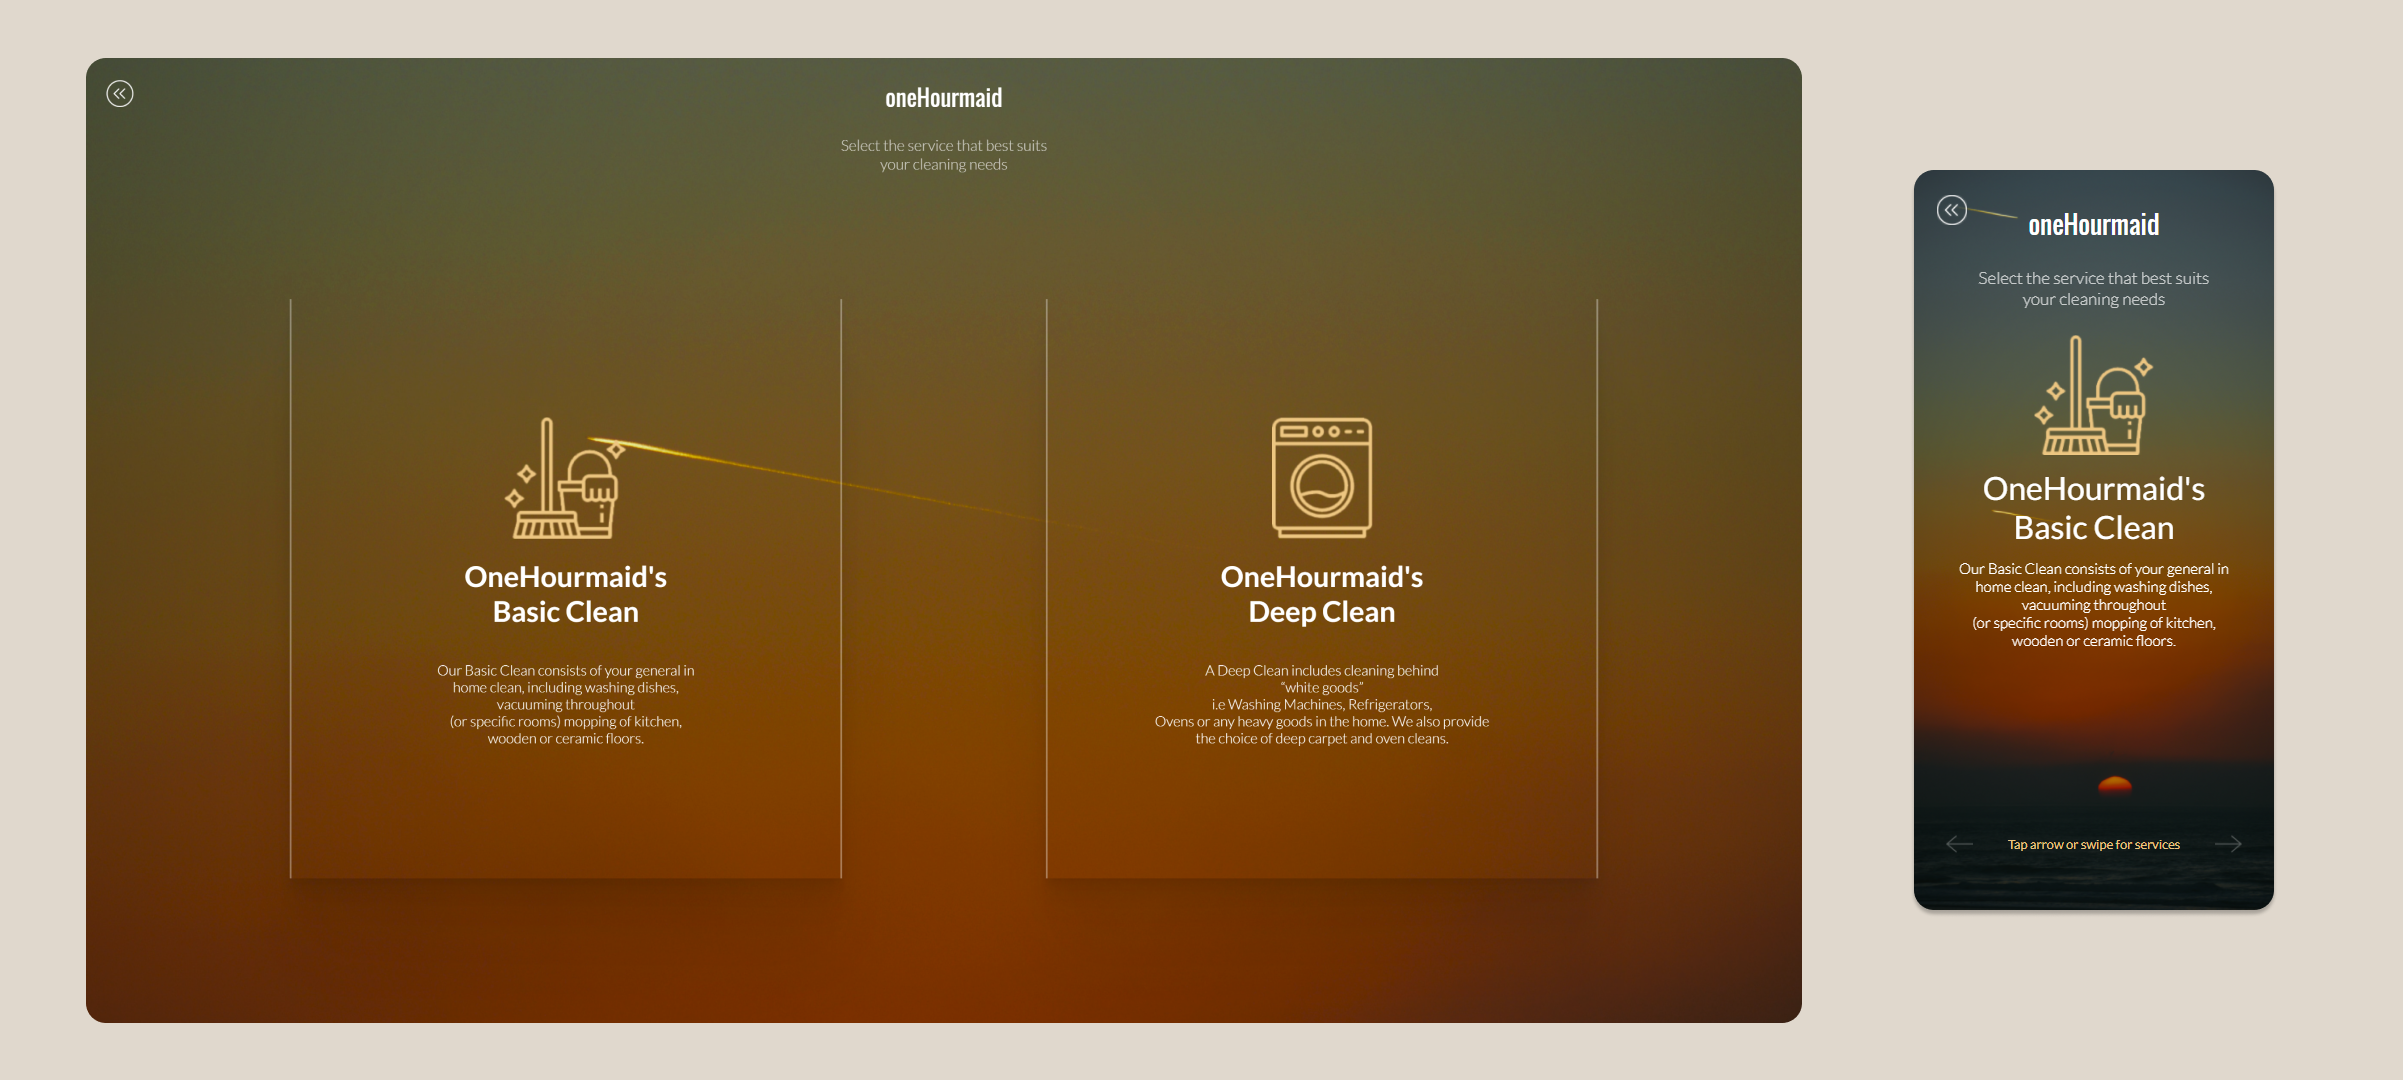 oneHourmaid
Select the service that best suits
your cleaning needs
OneHourmaid's
Basic Clean
Our Basic Clean consists of your general in
home clean, including washing dishes,
vacuuming throughout
(or specific rooms) mopping of kitchen,
wooden or ceramic floors.
OneHourmaid's
Deep Clean
A Deep Clean includes cleaning behind
“white goods”
i.e Washing Machines, Refrigerators,
Ovens or any heavy goods in the home. We also provide
the choice of deep carpet and oven cleans.
oneHourmaid
Select the service that best suits
your cleaning needs
OneHourmaid's
Basic Clean
Our Basic Clean consists of your general in
home clean, including washing dishes,
vacuuming throughout
(or specific rooms) mopping of kitchen,
wooden or ceramic floors.
Tap arrow or swipe for services